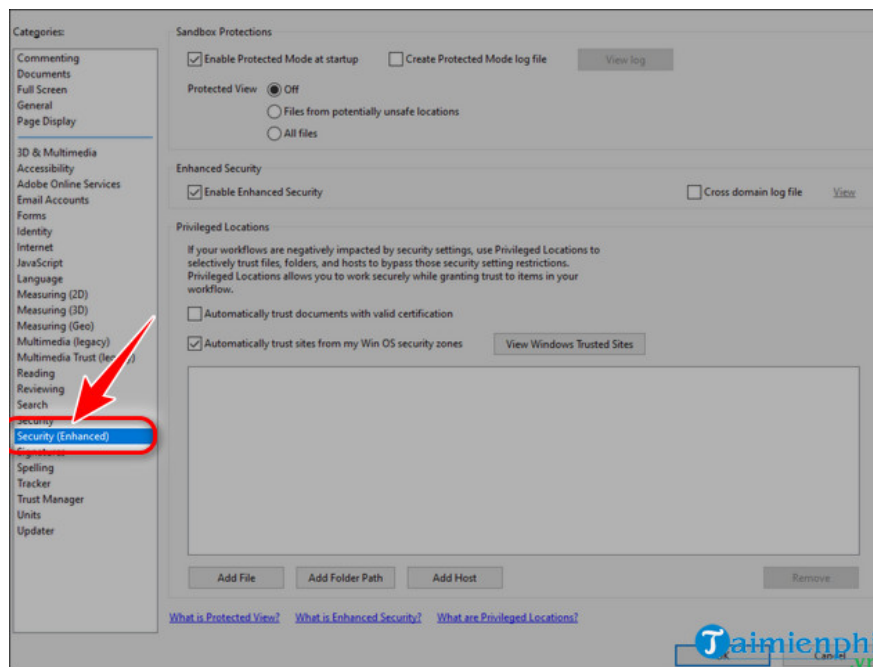 Categories:
Commenting
Documents
Full Screen
General
Page Display
3D & Multimedia
Accessibility
Adobe Online Services
Email Accounts
Forms
Identity
Internet
JavaScript
Language
Measuring (2D)
Measuring (3D)
Measuring (Geo)
Multimedia (legacy)
Multimedia Trust (legacy)
Reading
Reviewing
Search
Security
Security (Enhanced)
Signatures
Spelling
Tracker
Trust Manager
Units
Updater
Sandbox Protections
Enable Protected Mode at startup Create Protected Mode log file View log
Protected View Off
Files from potentially unsafe locations
All files
Enhanced Security
Enable Enhanced Security Cross domain log file View
Privileged Locations
If your workflows are negatively impacted by security settings, use Privileged Locations to
selectively trust files, folders, and hosts to bypass those security setting restrictions.
Privileged Locations allows you to work securely while granting trust to items in your
workflow.
Automatically trust documents with valid certification
Automatically trust sites from my Win OS security zones View Windows Trusted Sites
Add File Add Folder Path Add Host Remove
What is Protected View? What is Enhanced Security? What are Privileged Locations?
Cancel
Taimienph